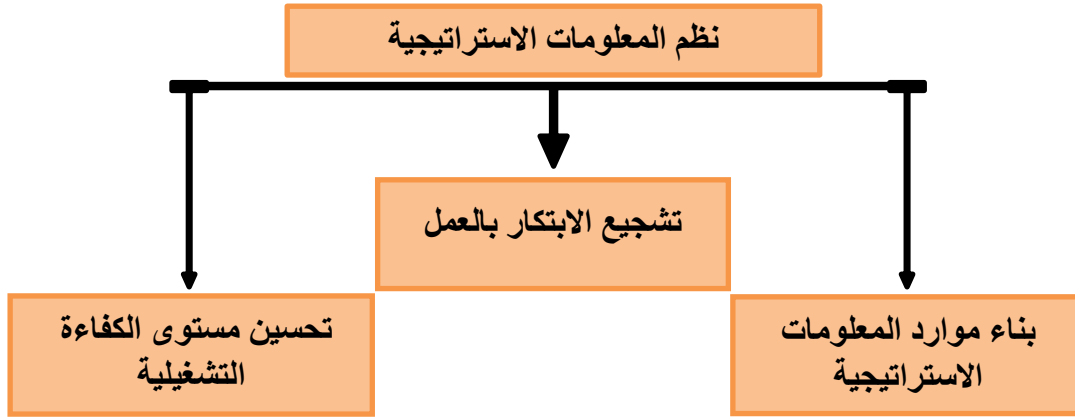 نظم المعلومات الاستراتيجية
تشجيع الابتكار بالعمل
بناء موارد المعلومات
الاستراتيجية
تحسين مستوى الكفاءة
التشغيلية